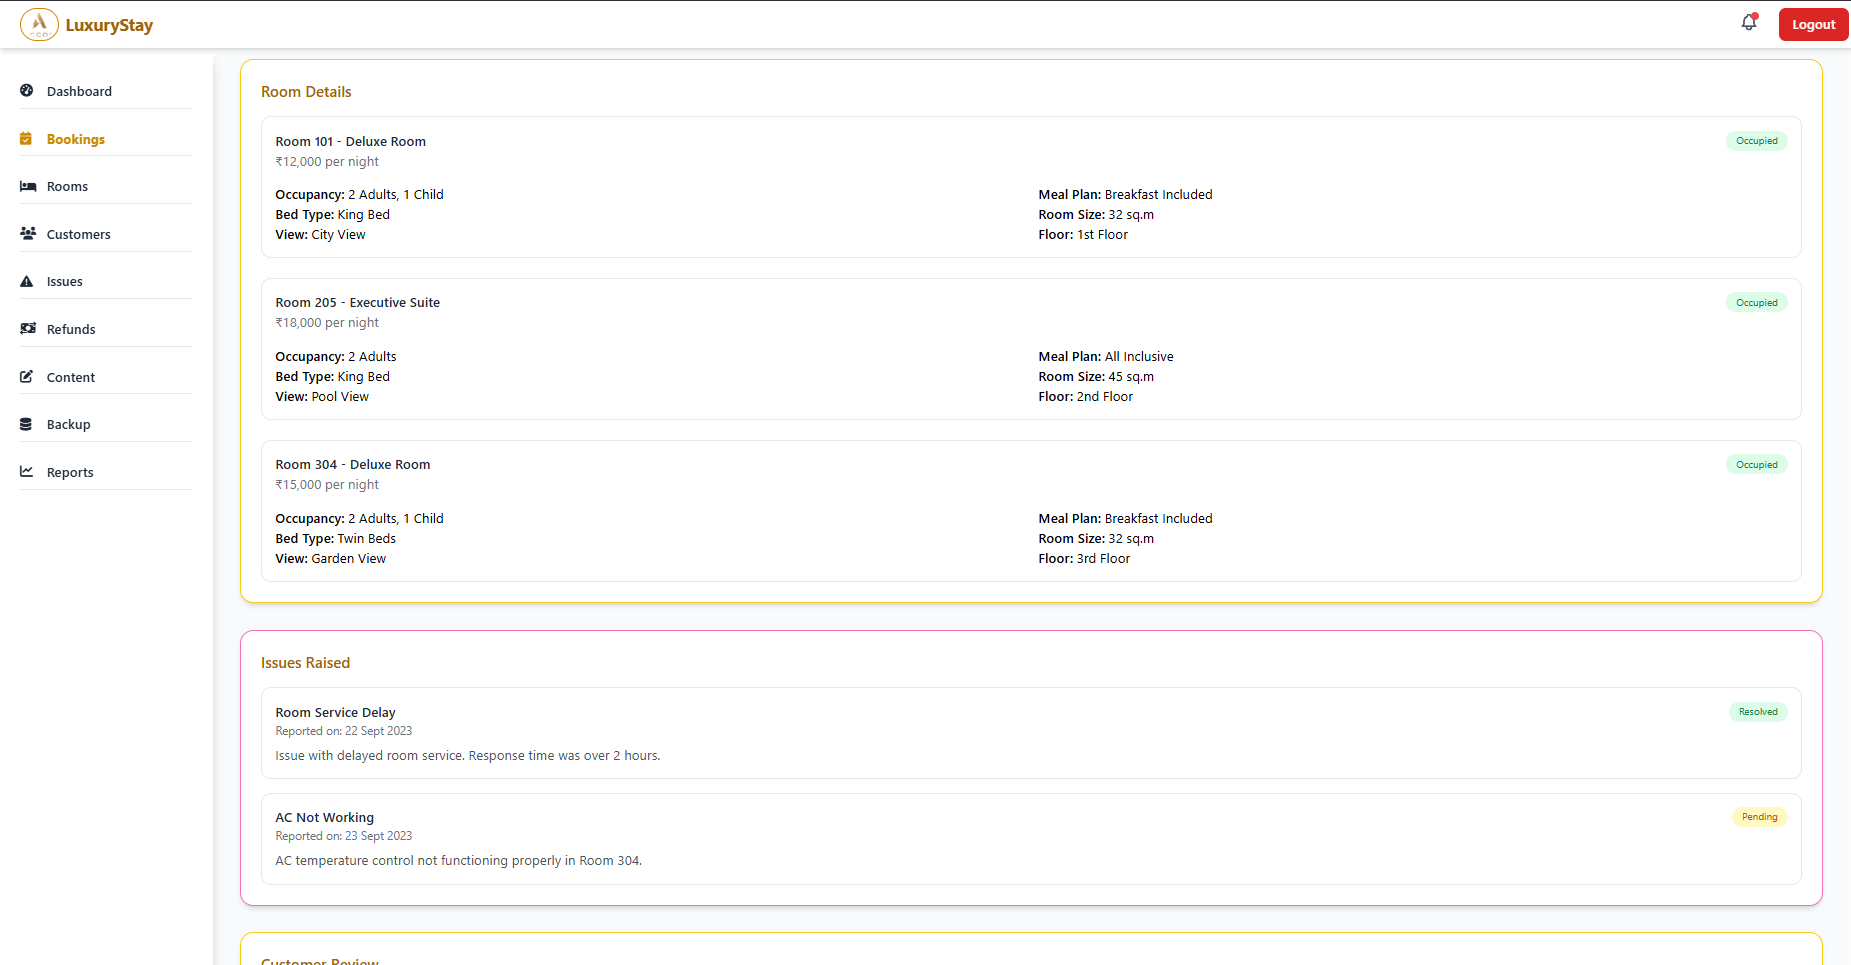 LuxuryStay
Logout
Dashboard
Bookings
Rooms
Customers
Issues
Refunds
Content
Backup
Reports
Room Details
Room 101 - Deluxe Room
Occupied
₹12,000 per night
Occupancy: 2 Adults, 1 Child
Meal Plan: Breakfast Included
Bed Type: King Bed
Room Size: 32 sq.m
View: City View
Floor: 1st Floor
Room 205 - Executive Suite
Occupied
₹18,000 per night
Occupancy: 2 Adults
Meal Plan: All Inclusive
Bed Type: King Bed
Room Size: 45 sq.m
View: Pool View
Floor: 2nd Floor
Room 304 - Deluxe Room
Occupied
₹15,000 per night
Occupancy: 2 Adults, 1 Child
Meal Plan: Breakfast Included
Bed Type: Twin Beds
Room Size: 32 sq.m
View: Garden View
Floor: 3rd Floor
Issues Raised
Room Service Delay
Resolved
Reported on: 22 Sept 2023
Issue with delayed room service. Response time was over 2 hours.
AC Not Working
Pending
Reported on: 23 Sept 2023
AC temperature control not functioning properly in Room 304.
Customer Review